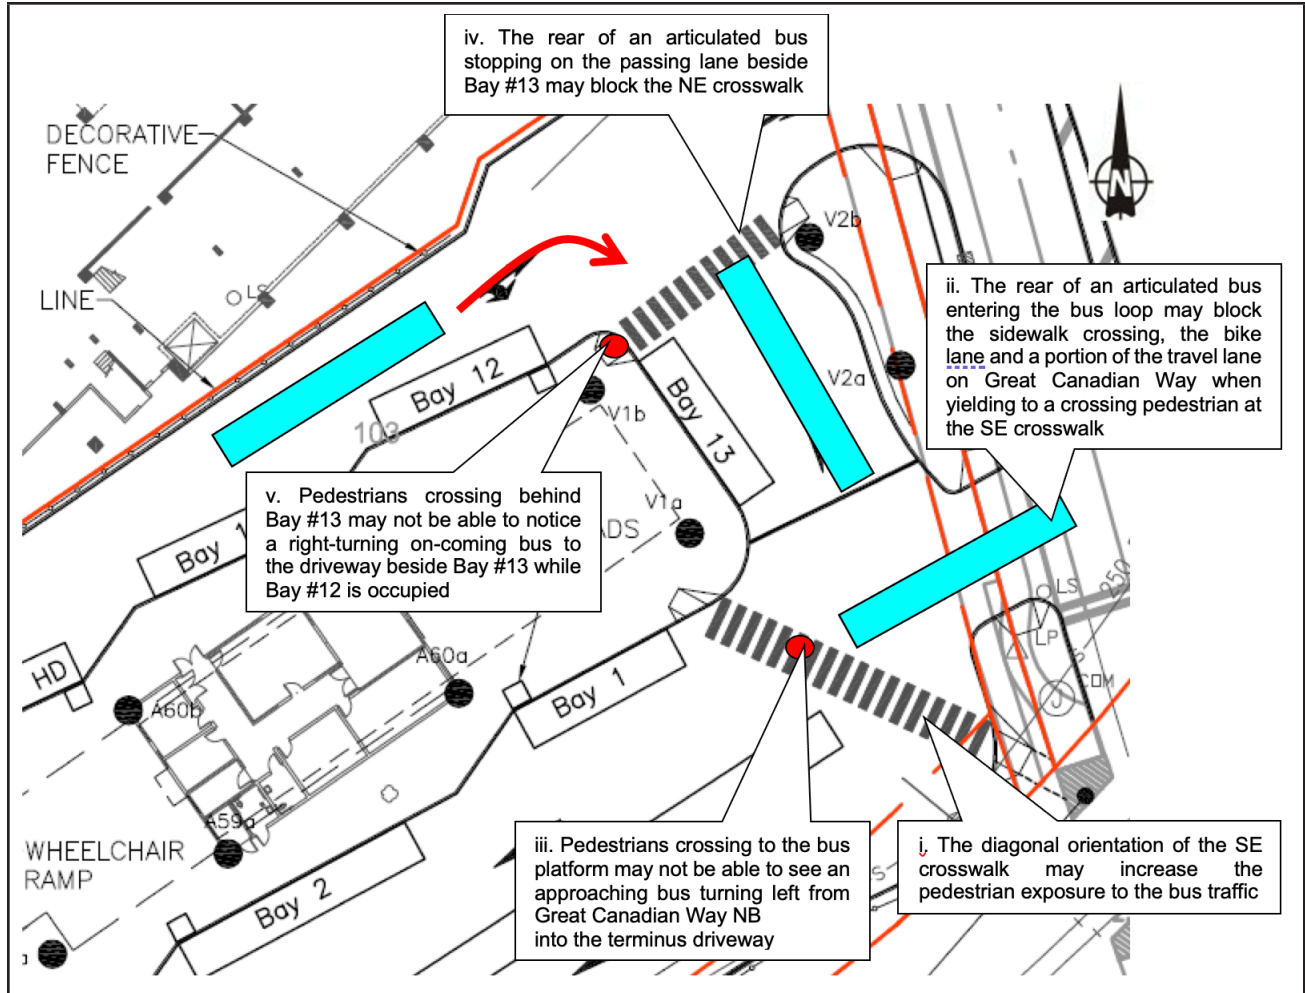 iv. The rear of an articulated bus
stopping on the passing lane beside
Bay #13 may block the NE crosswalk
DECORATIVE
FENCE
N
LINE
LS
V2b
ii. The rear of an articulated bus
entering the bus loop may block
the sidewalk crossing, the bike
lane and a portion of the travel lane
on Great Canadian Way when
yielding to a crossing pedestrian at
the SE crosswalk
Bay 12
V2a
Bay 13
103
V1b
v. Pedestrians crossing behind
Bay #13 may not be able to notice
a right-turning on-coming bus to
the driveway beside Bay #13 while
Bay #12 is occupied
V1a
ADS
Bay 1
250
LS
LP
HD
A60a
COM
J
A60b
Bay 1
S
A59a
WHEELCHAIR
RAMP
Bay 2
iii. Pedestrians crossing to the bus
platform may not be able to see an
approaching bus turning left from
Great Canadian Way NB
into the terminus driveway
i. The diagonal orientation of the SE
crosswalk may increase the
pedestrian exposure to the bus traffic
S